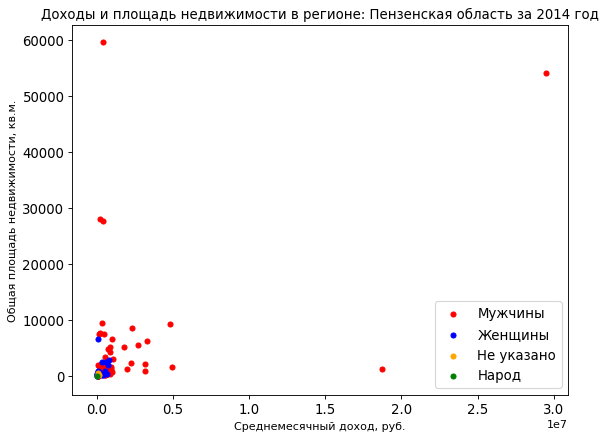 Доходы и площадь недвижимости в регионе: Пензенская область за 2014 год
Общая площадь недвижимости, кв.м.
60000
50000
40000
30000
20000
10000
0
Мужчины
Женщины
Не указано
Народ
0.0 0.5 1.0 1.5 2.0 2.5 3.0
1e7
Среднемесячный доход, руб.